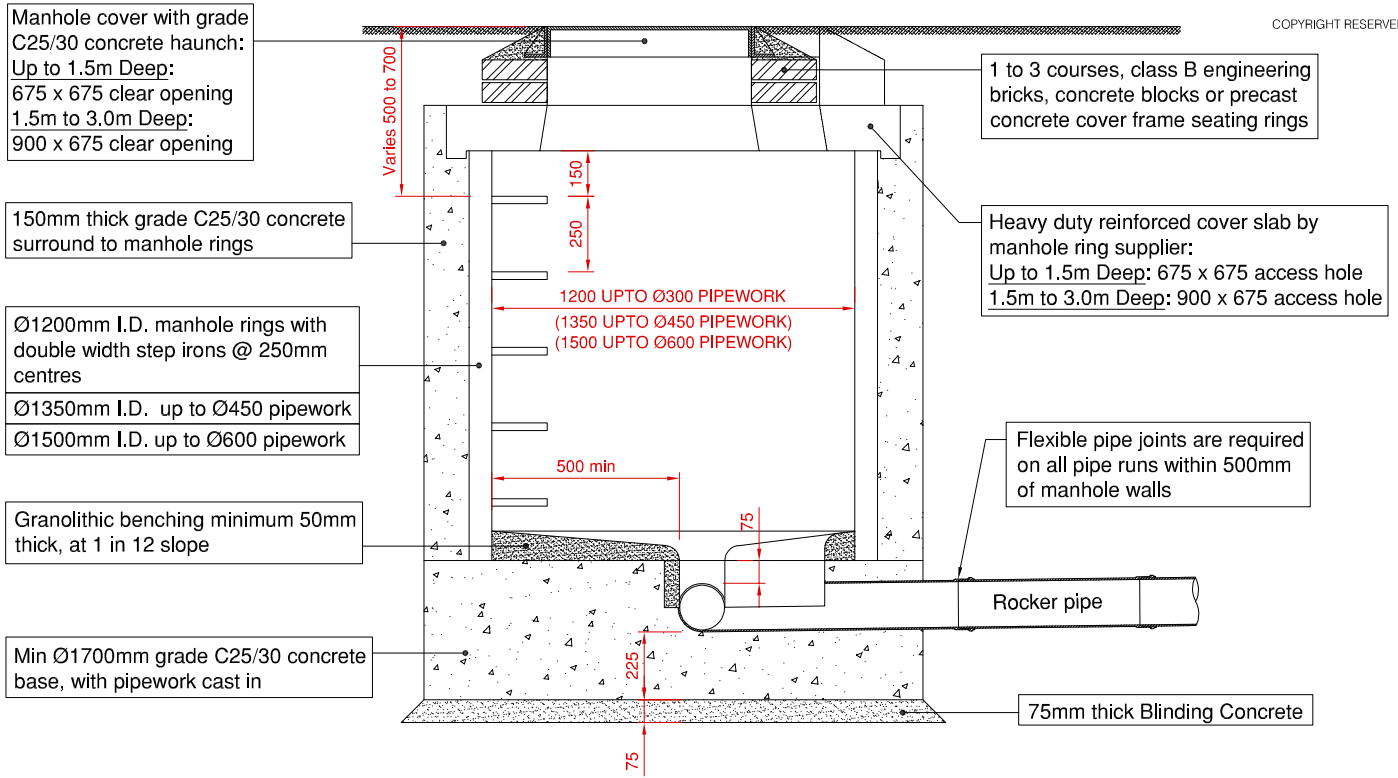 COPYRIGHT RESERVE
Manhole cover with grade
C25/30 concrete haunch:
Up to 1.5m Deep:
675 x 675 clear opening
1.5m to 3.0m Deep:
900 x 675 clear opening
150mm thick grade C25/30 concrete
surround to manhole rings
Ø1200mm I.D. manhole rings with
double width step irons @ 250mm
centres
Ø1350mm I.D. up to Ø450 pipework
Ø1500mm I.D. up to Ø600 pipework
Granolithic benching minimum 50mm
thick, at 1 in 12 slope
Min Ø1700mm grade C25/30 concrete
base, with pipework cast in
Varies 500 to 700
150
250
1200 UPTO Ø300 PIPEWORK
(1350 UPTO Ø450 PIPEWORK)
(1500 UPTO Ø600 PIPEWORK)
500 min
75
225
75
Rocker pipe
1 to 3 courses, class B engineering
bricks, concrete blocks or precast
concrete cover frame seating rings
Heavy duty reinforced cover slab by
manhole ring supplier:
Up to 1.5m Deep: 675 x 675 access hole
1.5m to 3.0m Deep: 900 x 675 access hole
Flexible pipe joints are required
on all pipe runs within 500mm
of manhole walls
75mm thick Blinding Concrete